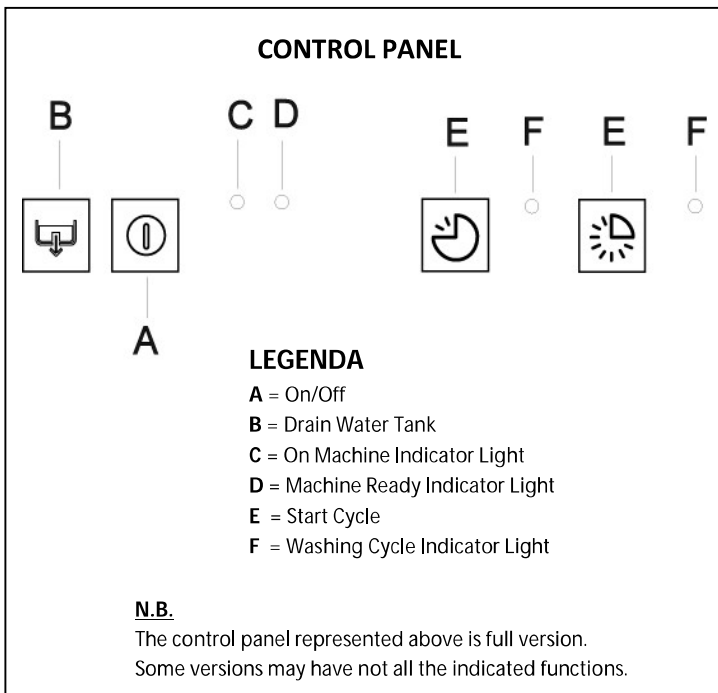 CONTROL PANEL
B C D E F E F
A
LEGENDA
A = On/Off
B = Drain Water Tank
C = On Machine Indicator Light
D = Machine Ready Indicator Light
E = Start Cycle
F = Washing Cycle Indicator Light
N.B.
The control panel represented above is full version.
Some versions may have not all the indicated functions.